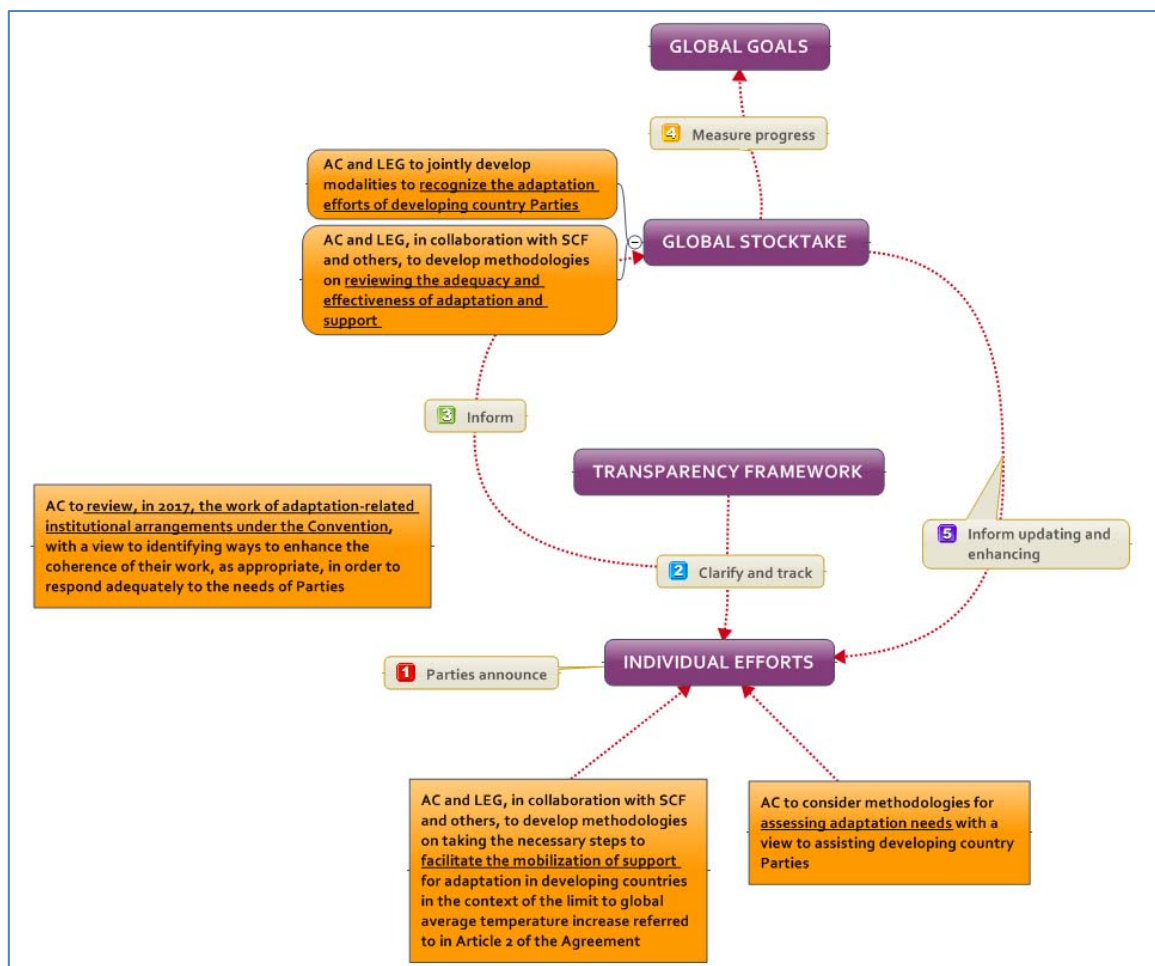 GLOBAL GOALS
4 Measure progress
AC and LEG to jointly develop
modalities to recognize the adaptation
efforts of developing country Parties
GLOBAL STOCKTAKE
AC and LEG, in collaboration with SCF
and others, to develop methodologies
on reviewing the adequacy and
effectiveness of adaptation and
support
3 Inform
TRANSPARENCY FRAMEWORK
AC to review, in 2017, the work of adaptation-related
institutional arrangements under the Convention,
with a view to identifying ways to enhance the
coherence of their work, as appropriate, in order to
respond adequately to the needs of Parties
5 Inform updating and
enhancing
2 Clarify and track
INDIVIDUAL EFFORTS
1 Parties announce
AC and LEG, in collaboration with SCF
and others, to develop methodologies
on taking the necessary steps to
facilitate the mobilization of support
for adaptation in developing countries
in the context of the limit to global
average temperature increase referred
to in Article 2 of the Agreement
AC to consider methodologies for
assessing adaptation needs with a
view to assisting developing country
Parties